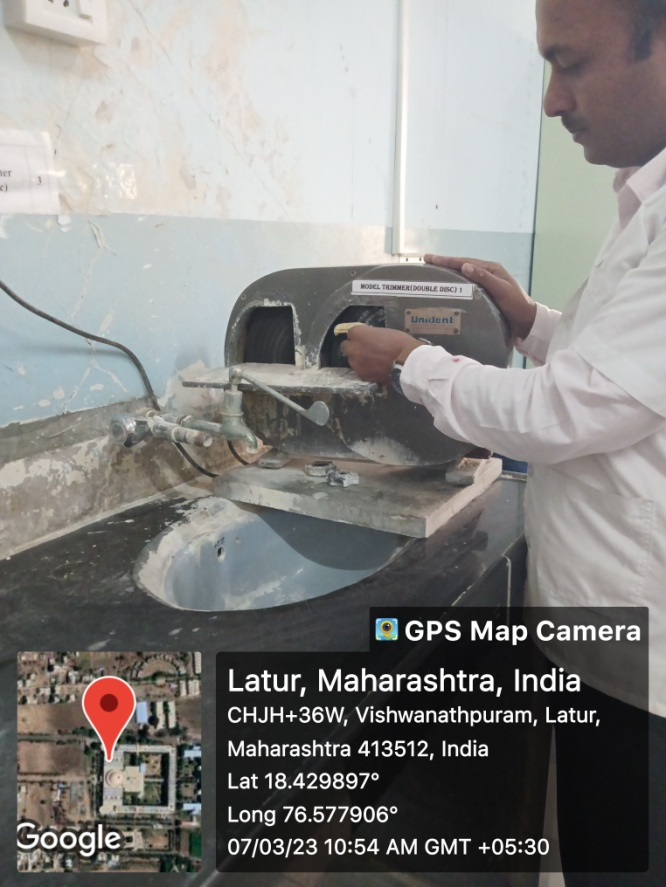 ner
c)
3
MODEL TRIMMER(DOUBLE DISC) 1
Unident
GPS Map Camera
Latur, Maharashtra, India
CHJH+36W, Vishwanathpuram, Latur,
Maharashtra 413512, India
Lat 18.429897°
Long 76.577906°
07/03/23 10:54 AM GMT +05:30
Google